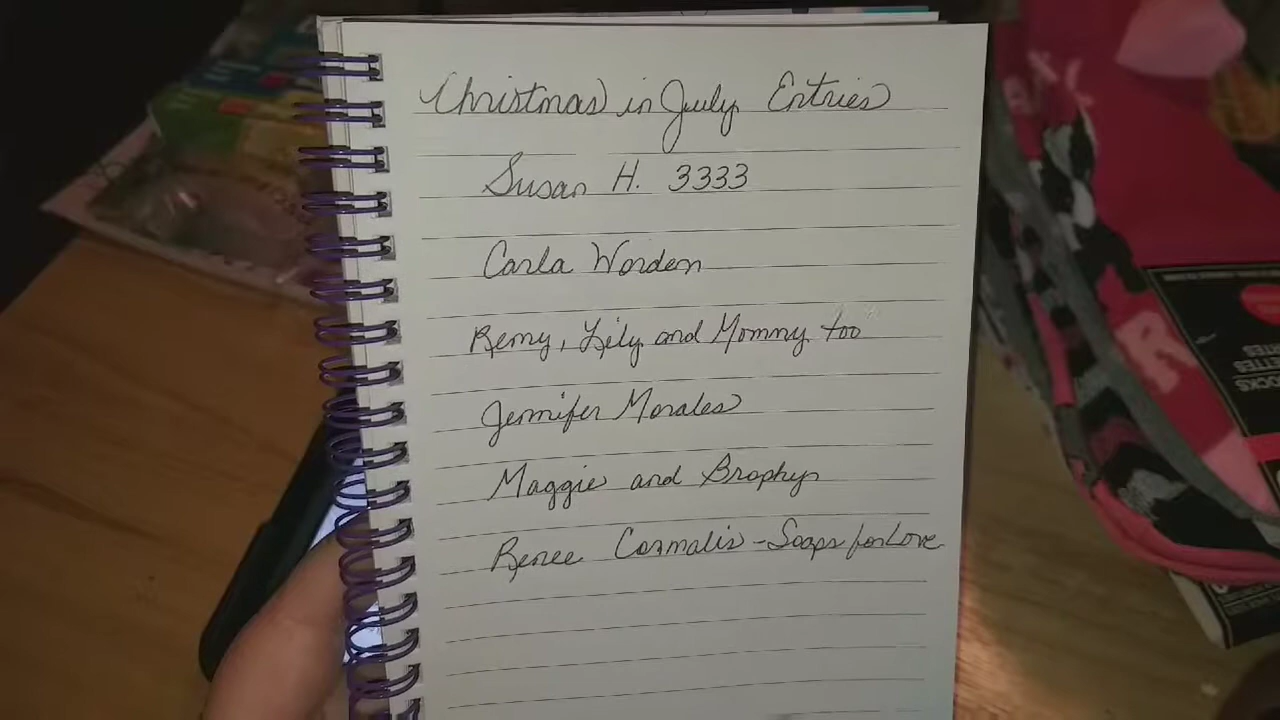 Christmas in July Entries
Susan H. 3333
Carla Worden
Remy, Lily and Mommy too
Jennifer Morales
Maggie and Brophy
Renee Cormalis - Soaps for Love